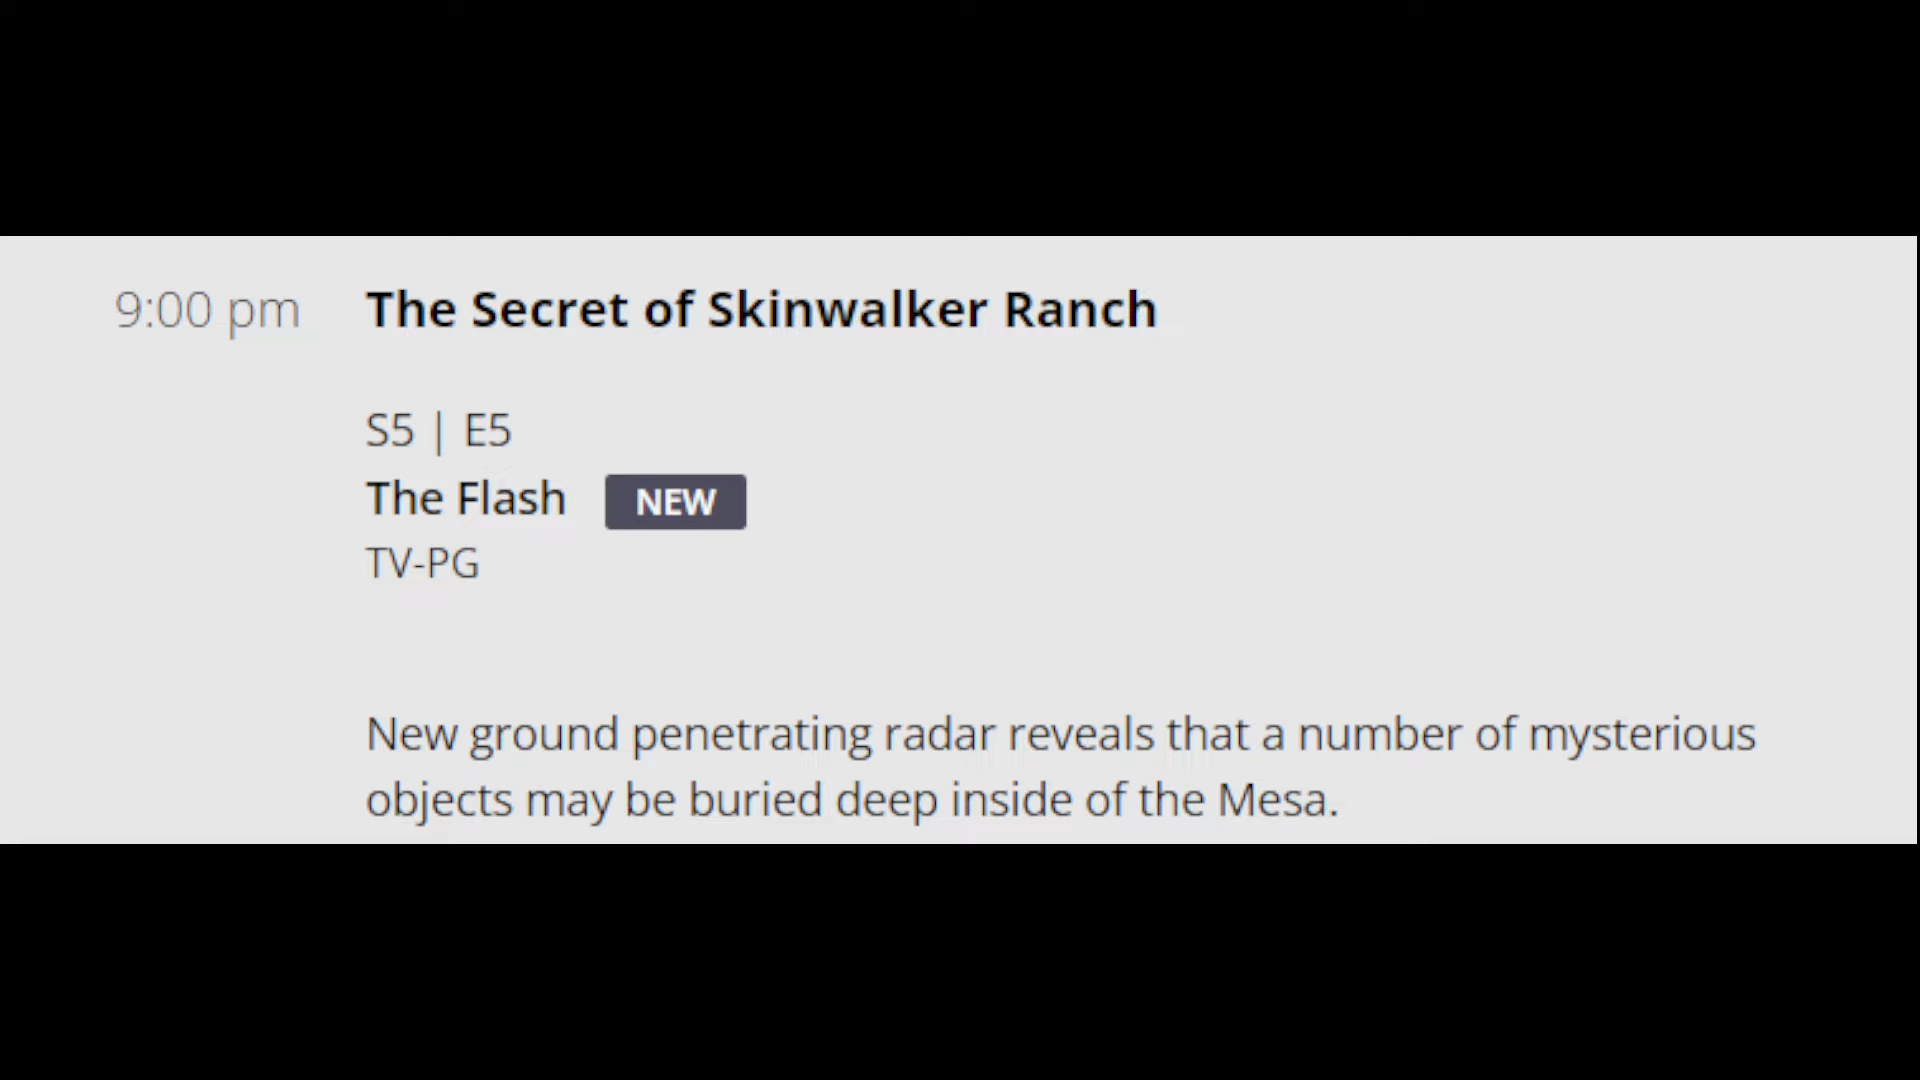 9:00 pm The Secret of Skinwalker Ranch
S5 | E5
The Flash NEW
TV-PG
New ground penetrating radar reveals that a number of mysterious
objects may be buried deep inside of the Mesa.